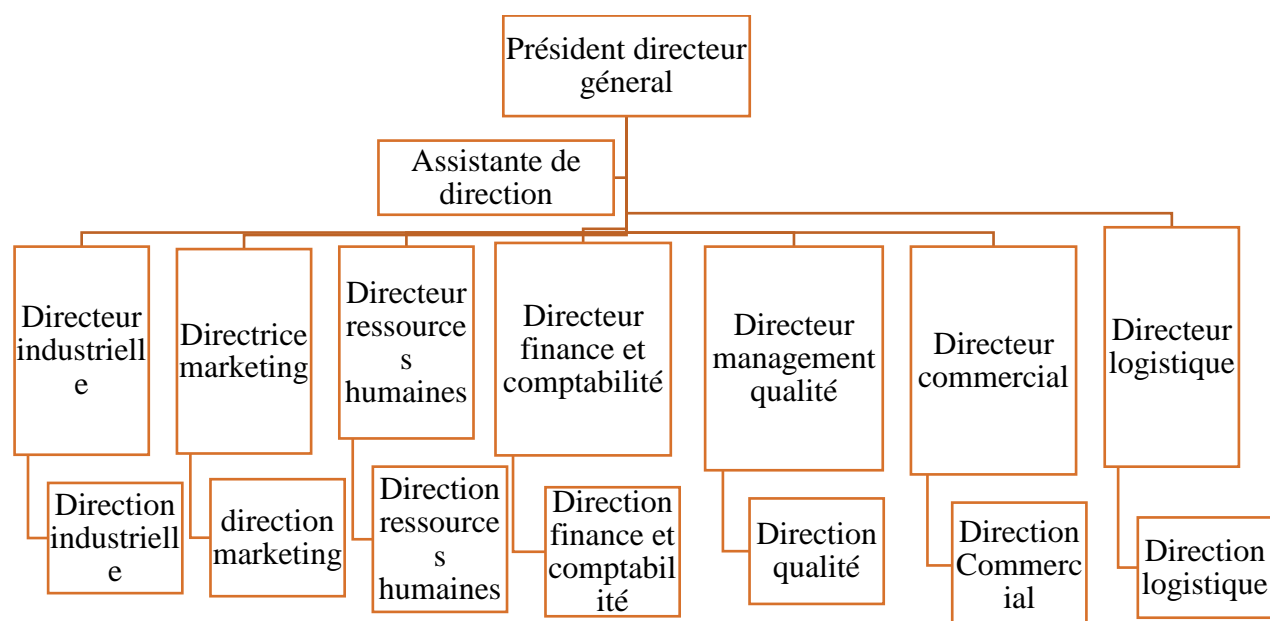 Président directeur
géneral
Assistante de
direction
Directeur
industriell
e
Directrice
marketing
Directeur
ressource
s
humaines
Directeur
finance et
comptabilité
Directeur
management
qualité
Directeur
commercial
Directeur
logistique
Direction
industriell
e
direction
marketing
Direction
ressource
s
humaines
Direction
finance et
comptabil
ité
Direction
qualité
Direction
Commerc
ial
Direction
logistique